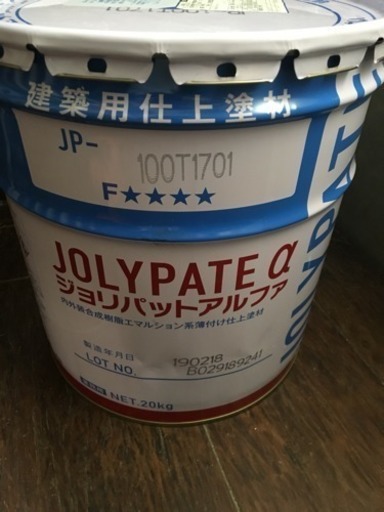 建築用仕上塗材
JP-
100T1701
F★★★★
JOLYPATE α
ジョリパットアルファ
内外装合成樹脂エマルション系薄付け仕上塗材
製造年月日 190218
LOT NO. B029189241
NET.20kg
JOLYPATE